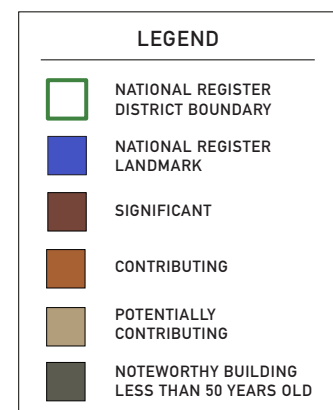 LEGEND
NATIONAL REGISTER
DISTRICT BOUNDARY
NATIONAL REGISTER
LANDMARK
SIGNIFICANT
CONTRIBUTING
POTENTIALLY
CONTRIBUTING
NOTEWORTHY BUILDING
LESS THAN 50 YEARS OLD